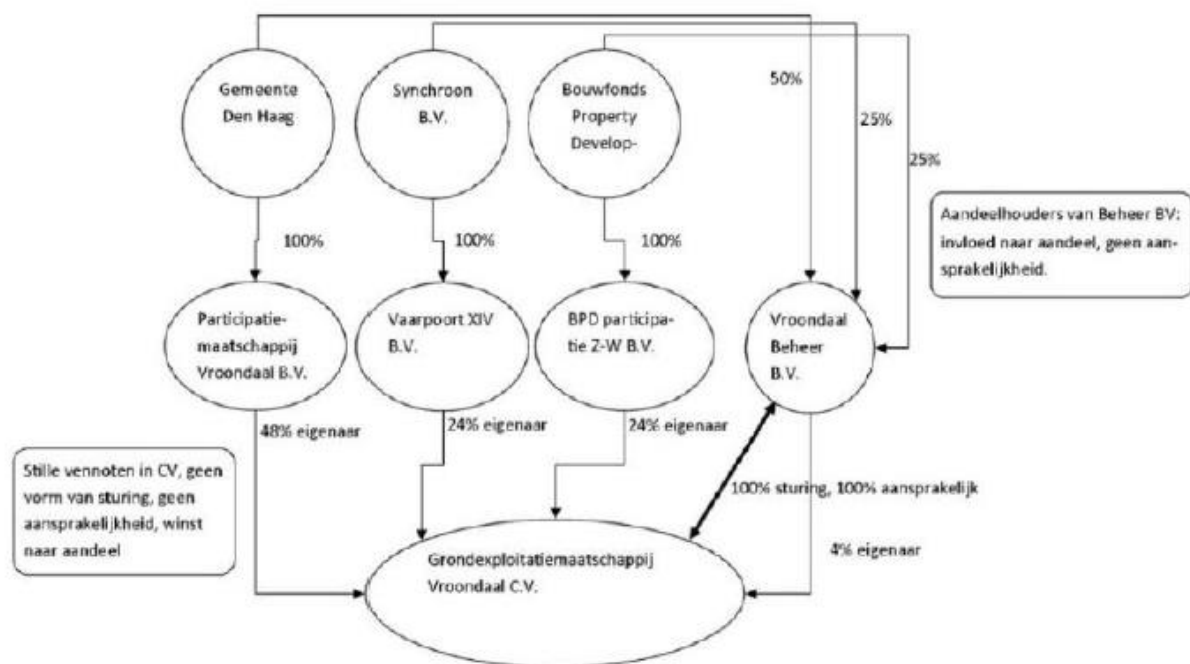 Gemeente
Den Haag
Synchroon
B.V.
Bouwfonds
Property
Develop-
50%
25%
25%
Aandeelhouders van Beheer BV:
invloed naar aandeel, geen aan-
sprakelijkheid.
100%
100%
100%
Participatie-
maatschappij
Vroondaal B.V.
Vaarpoort XIV
B.V.
BPD participa-
tie Z-W B.V.
Vroondaal
Beheer
B.V.
48% eigenaar
24% eigenaar
24% eigenaar
Stille vennoten in CV, geen
vorm van sturing, geen
aansprakelijkheid, winst
naar aandeel
100% sturing, 100% aansprakelijk
4% eigenaar
Grondexploitatiemaatschappij
Vroondaal C.V.